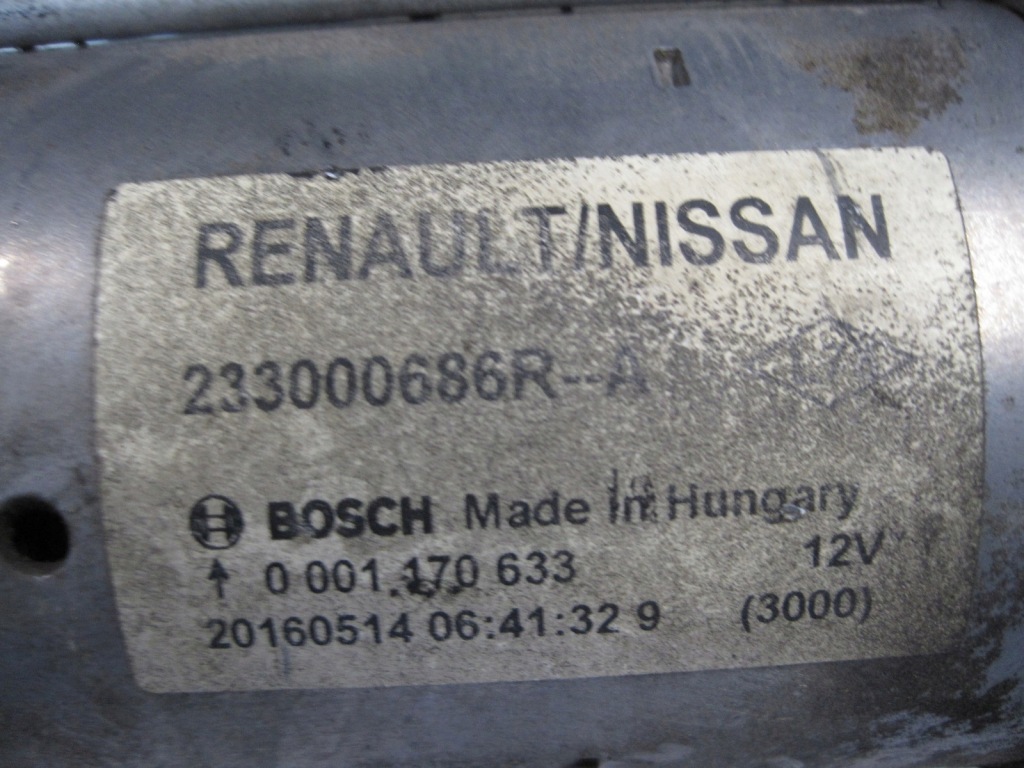 RENAULT/NISSAN
233000686R--A
BOSCH Made in Hungary
↑ 0 001 170 633 12V
20160514 06:41:32 9 (3000)